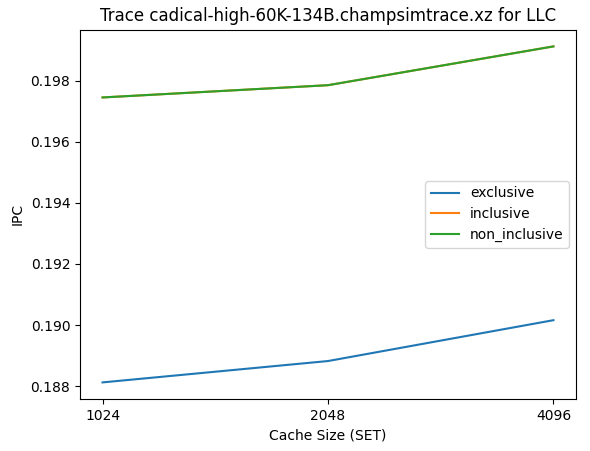 Trace cadical-high-60K-134B.champsimtrace.xz for LLC
0.198
0.196
0.194
0.192
0.190
0.188
IPC
exclusive
inclusive
non_inclusive
1024
2048
4096
Cache Size (SET)